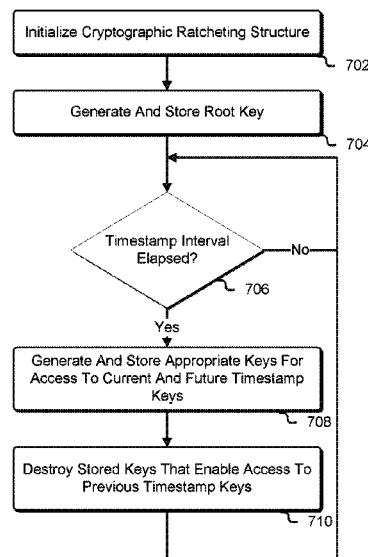 Initialize Cryptographic Ratcheting Structure
702
Generate And Store Root Key
704
Timestamp Interval
Elapsed?
No
706
Yes
Generate And Store Appropriate Keys For
Access To Current And Future Timestamp
Keys
708
Destroy Stored Keys That Enable Access To
Previous Timestamp Keys
710